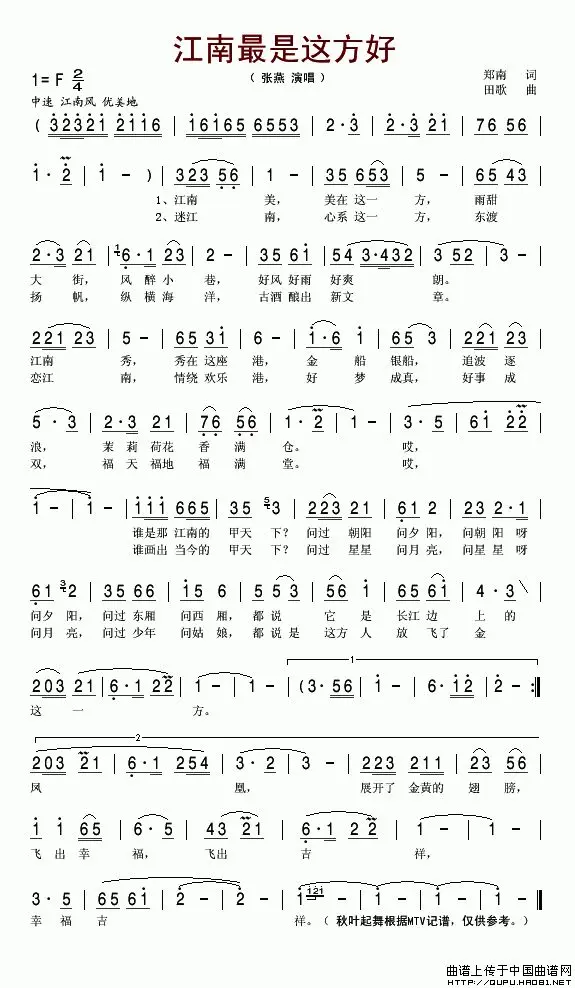 江南最是这方好
（ 张燕 演唱 ）
1= F 2/4
郑南 词
田歌 曲
中速 江南风 优美地
( 32321 2116 | 16165 65553 | 2·3 | 2·3 21 | 76 56 |
1·2 | 2 1 - ) | 323 56 | 1 - | 35 653 | 5 - | 65 43 |
1、江南 美， 美在 这一 方， 雨甜
2、迷江 南， 心系 这一 方， 东渡
2·3 21 | 6·1 23 | 2 - | 35 61 | 54 3·432 | 3 52 | 3 - |
大 街， 风 醉 小 巷， 好风 好雨 好爽 朗。
扬 帆， 纵 横 海 洋， 古酒 酿出 新文 章。
221 23 | 5 - | 65 31 | 6 - | 1·6 1 | 65 3 | 221 23 |
江南 秀， 秀在 这座 港， 金 船 银船， 追波 逐
恋江 南， 情绕 欢乐 港， 好 梦 成真， 好事 成
5·3 | 2·3 21 | 76 56 | 1·2 | 1 - | 3·5 | 61 22 |
浪， 茉 莉 荷花 香 满 仓。 哎，
双， 福 天 福地 福 满 堂。 哎，
1 - | 1 - | 111 665 | 35 3 | 223 21 | 61 2 | 23 2·1 |
谁是那 江南的 甲天 下？ 问过 朝阳 问夕 阳， 问朝 阳 呀
谁画出 当今的 甲天 下？ 问过 星星 问月 亮， 问星 星 呀
61 2 | 223 66 | 15 6 | 65 35 | 56 1 | 65 61 | 4·3 |
问夕 阳， 问过 东厢 问西 厢， 都 说 它 是 长江 边 上 的
问月 亮， 问过 少年 问姑 娘， 都 说 是 这方 人 放 飞了 金
203 21 | 6·1 22 | 1 - | 1 - | (3·56 | 1 1 | 6·12 | 2 - :|
这 一 方。
1
2
203 21 | 6·1 254 | 3·2 | 3 - | 223 211 | 23 56 |
凤 凰， 展开了 金黄的 翅 膀，
1 1 65 | 6·5 | 43 21 | 6·1 22 | 1 - | 1 - |
飞 出 幸 福， 飞出 吉 祥，
3·5 | 65 61 | 2 - | 2 - | 1 - | 1 - | 1 - ‖
幸 福 吉 祥。（ 秋叶起舞根据MTV记谱，仅供参考。）
曲谱上传于中国曲谱网
HTTP://QUPU.HAO81.NET